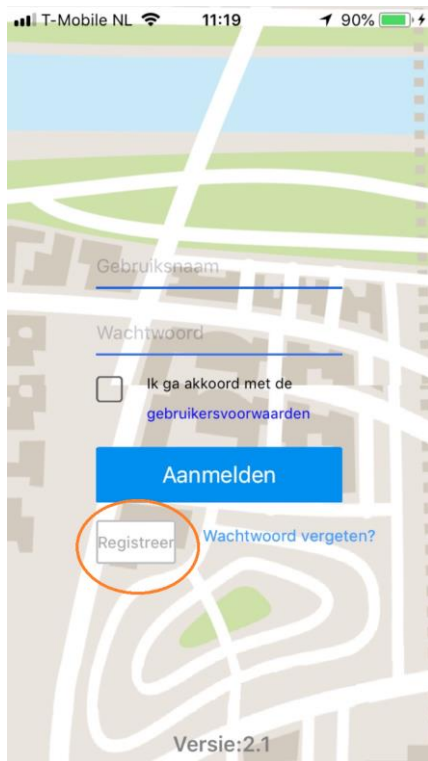 T-Mobile NL 11:19 90%
Gebruiksnaam
Wachtwoord
Ik ga akkoord met de
gebruikersvoorwaarden
Aanmelden
Registreer Wachtwoord vergeten?
Versie:2.1